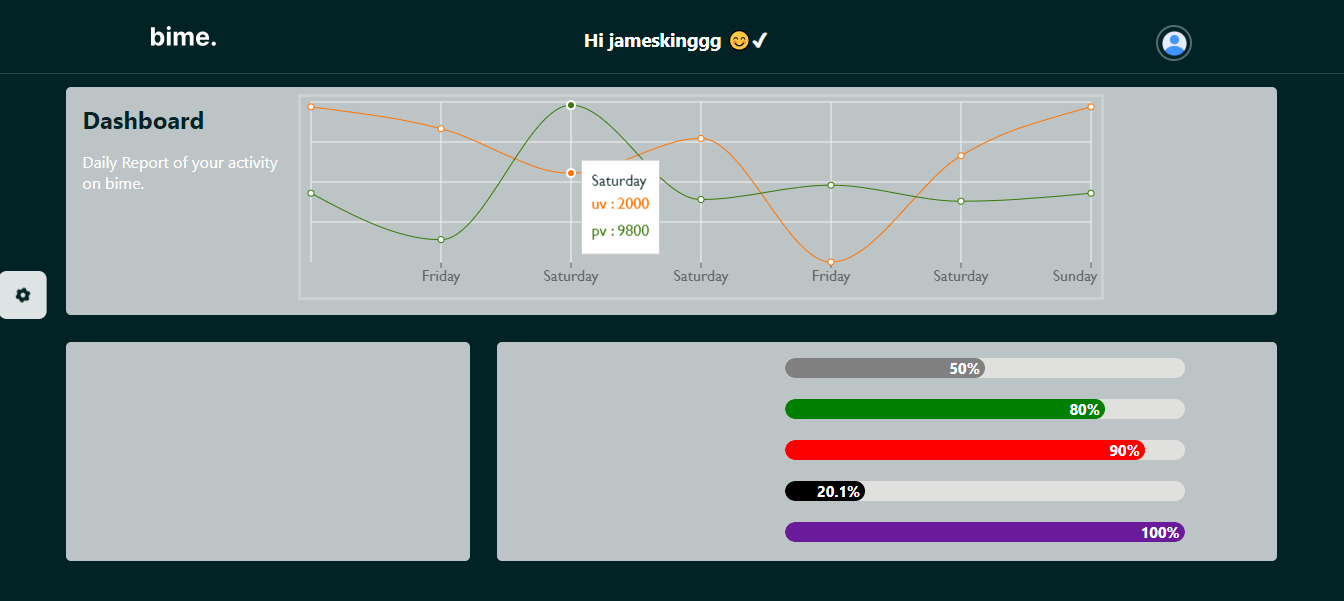 bime.
Hi jameskinggg 😊✔
Dashboard
Daily Report of your activity
on bime.
Saturday
uv : 2000
pv : 9800
Friday
Saturday
Saturday
Friday
Saturday
Sunday
50%
80%
90%
20.1%
100%